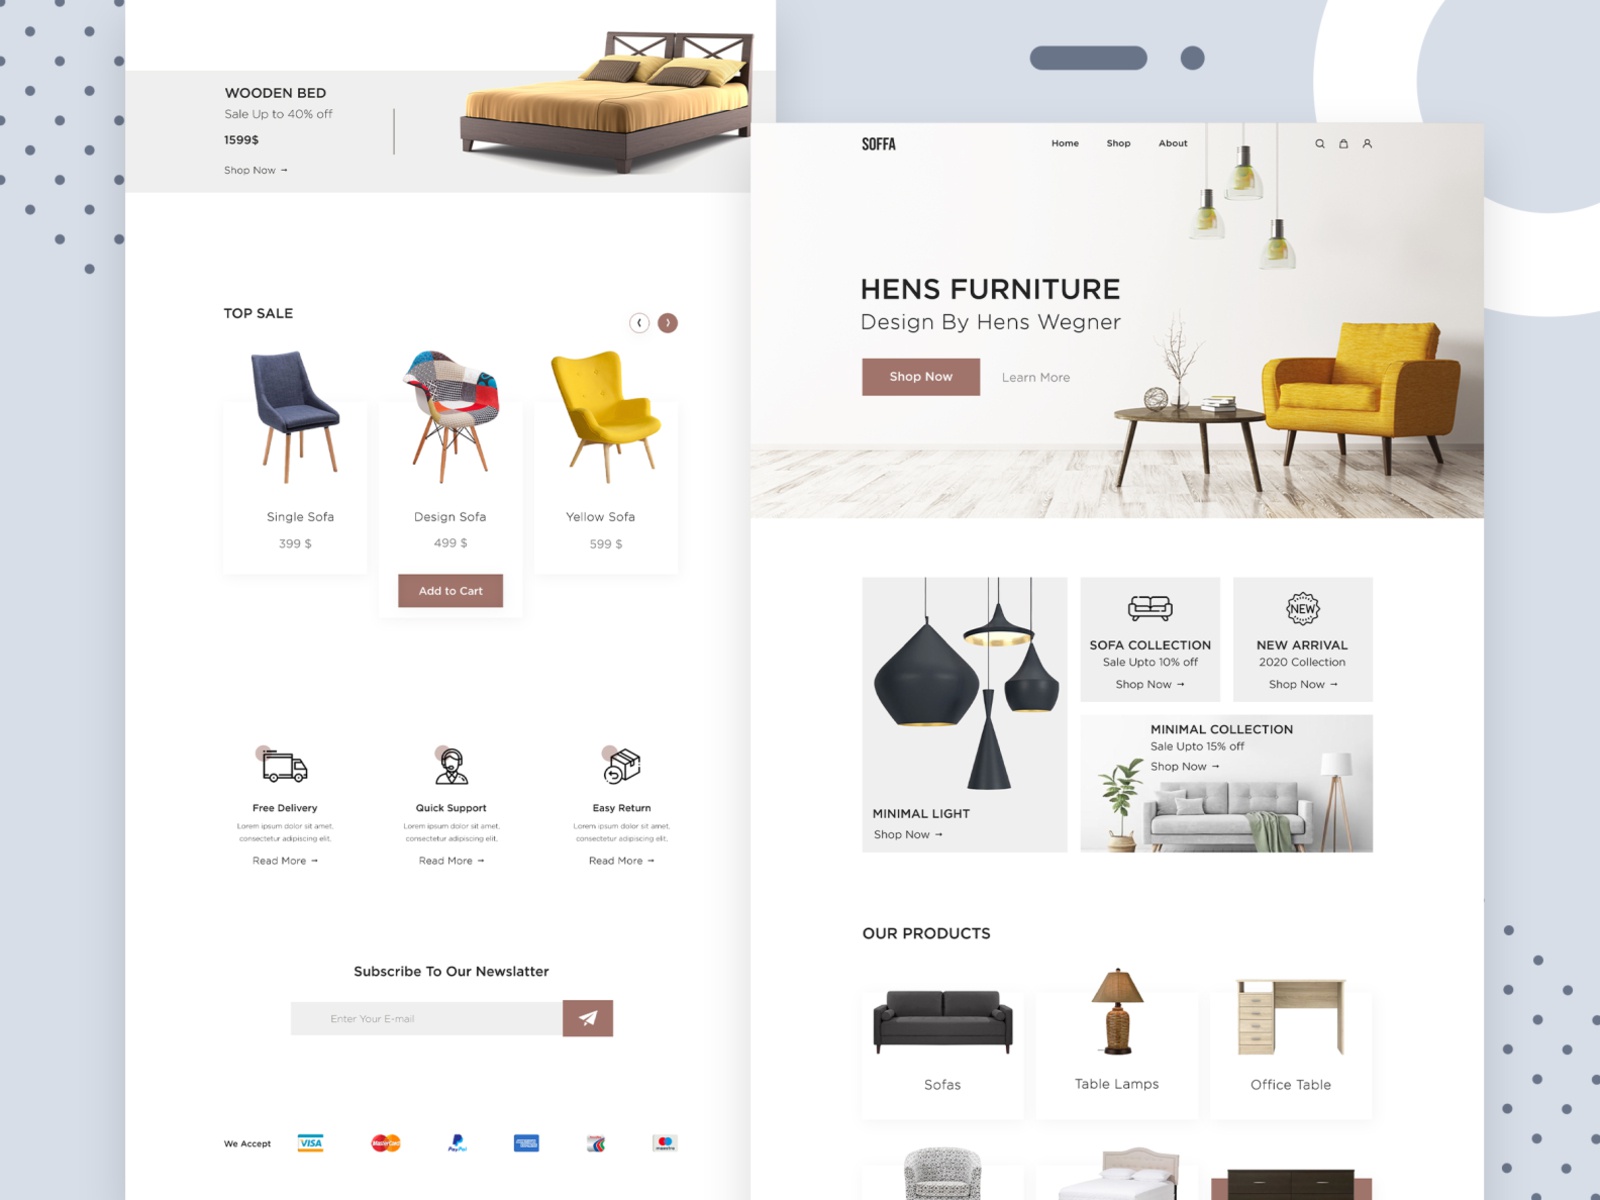 WOODEN BED
Sale Up to 40% off
1599$
Shop Now →
TOP SALE
Single Sofa
399 $
Design Sofa
499 $
Add to Cart
Yellow Sofa
599 $
Free Delivery
Lorem ipsum dolor sit amet,
consectetur adipiscing elit.
Read More →
Quick Support
Lorem ipsum dolor sit amet,
consectetur adipiscing elit.
Read More →
Easy Return
Lorem ipsum dolor sit amet,
consectetur adipiscing elit.
Read More →
Subscribe To Our Newslatter
Enter Your E-mail
We Accept
VISA
MasterCard
PayPal
maestro
SOFFA
Home Shop About
HENS FURNITURE
Design By Hens Wegner
Shop Now
Learn More
MINIMAL LIGHT
Shop Now →
SOFA COLLECTION
Sale Upto 10% off
Shop Now →
NEW
NEW ARRIVAL
2020 Collection
Shop Now →
MINIMAL COLLECTION
Sale Upto 15% off
Shop Now →
OUR PRODUCTS
Sofas
Table Lamps
Office Table